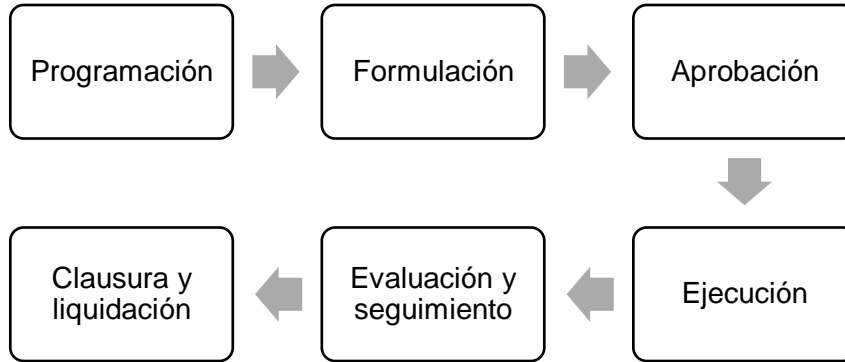 Programación
Formulación
Aprobación
Ejecución
Evaluación y
seguimiento
Clausura y
liquidación